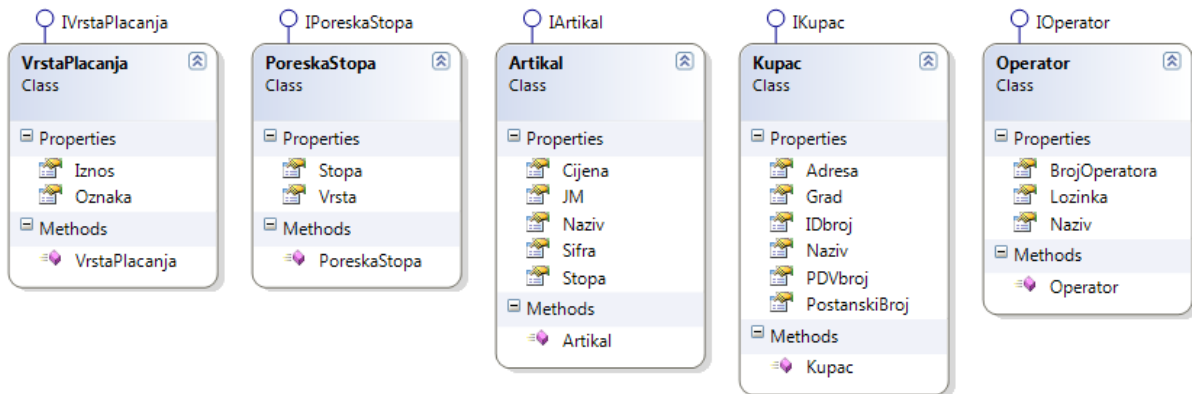 IVrstaPlacanja
VrstaPlacanja
Class
Properties
Iznos
Oznaka
Methods
VrstaPlacanja
IPoreskaStopa
PoreskaStopa
Class
Properties
Stopa
Vrsta
Methods
PoreskaStopa
IArtikal
Artikal
Class
Properties
Cijena
JM
Naziv
Sifra
Stopa
Methods
Artikal
IKupac
Kupac
Class
Properties
Adresa
Grad
IDbroj
Naziv
PDVbroj
PostanskiBroj
Methods
Kupac
IOperator
Operator
Class
Properties
BrojOperatora
Lozinka
Naziv
Methods
Operator